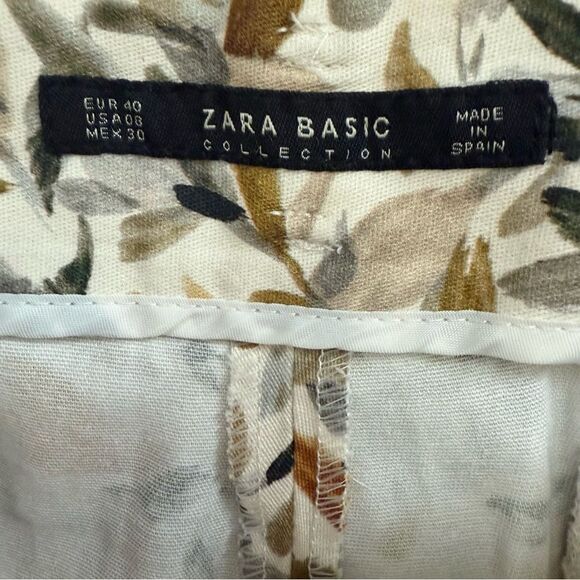 EUR 40
USA 08
MEX 30
ZARA BASIC
COLLECTION
MADE
IN
SPAIN